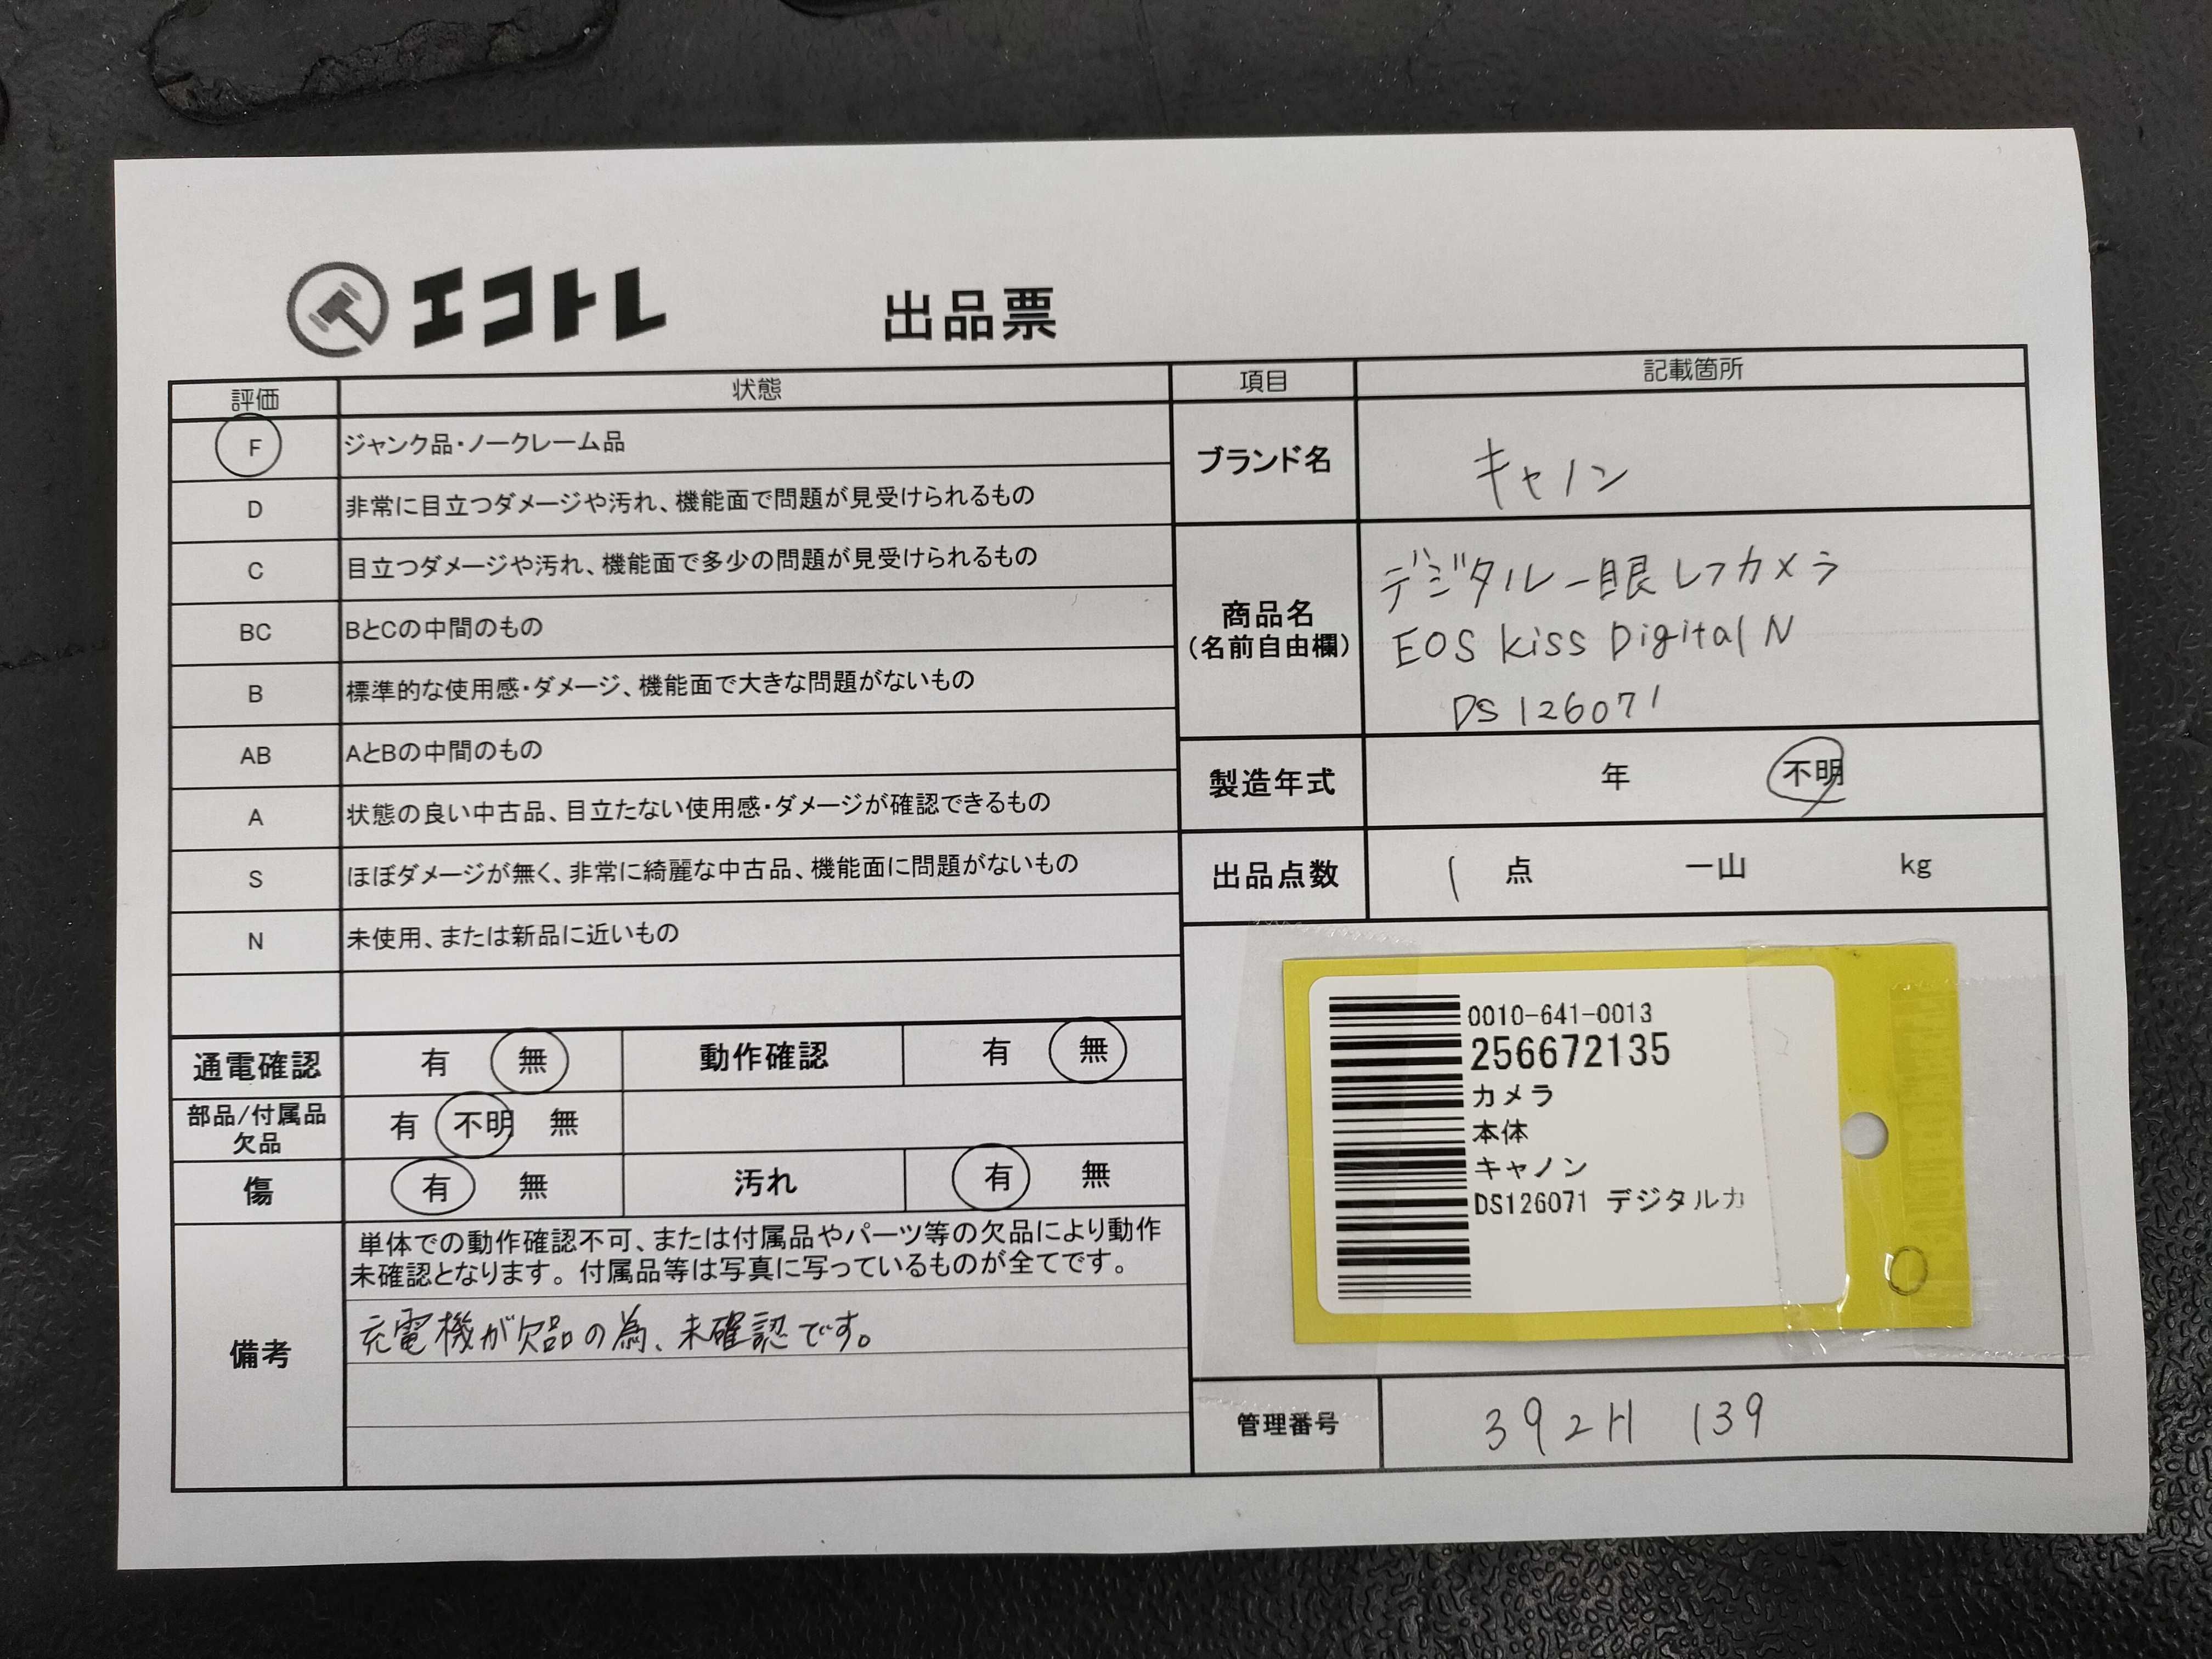 エコトレ
出品票
評価 状態
F ジャンク品・ノークレーム品
D 非常に目立つダメージや汚れ、機能面で問題が見受けられるもの
C 目立つダメージや汚れ、機能面で多少の問題が見受けられるもの
BC BとCの中間のもの
B 標準的な使用感・ダメージ、機能面で大きな問題がないもの
AB AとBの中間のもの
A 状態の良い中古品、目立たない使用感・ダメージが確認できるもの
S ほぼダメージが無く、非常に綺麗な中古品、機能面に問題がないもの
N 未使用、または新品に近いもの
通電確認 有 無 動作確認 有 無
部品/付属品
欠品 有 不明 無
傷 有 無 汚れ 有 無
備考
単体での動作確認不可、または付属品やパーツ等の欠品により動作
未確認となります。付属品等は写真に写っているものが全てです。
充電機が欠品の為、未確認です。
項目 記載箇所
ブランド名 キャノン
商品名
(名前自由欄)
デジタル一眼レフカメラ
EOS kiss Digital N
DS126071
製造年式 年 不明
出品点数 1 点 一山 kg
0010-641-0013
256672135
カメラ
本体
キャノン
DS126071 デジタルカ
管理番号 392H 139